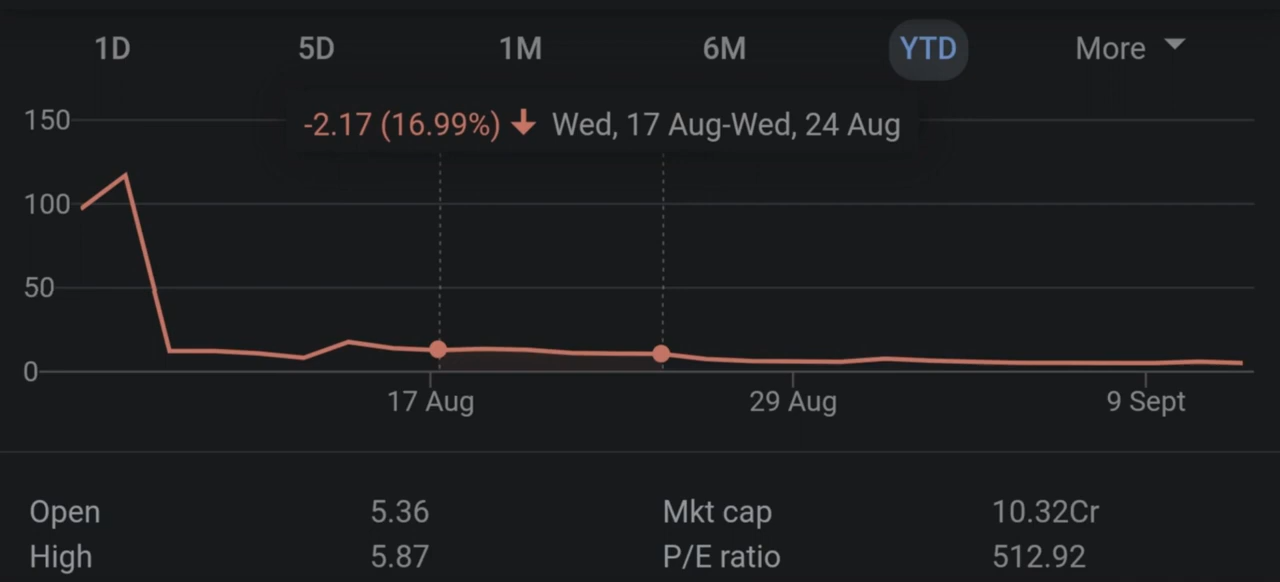 1D 5D 1M 6M YTD More
-2.17 (16.99%) Wed, 17 Aug-Wed, 24 Aug
150
100
50
0
17 Aug 29 Aug 9 Sept
Open 5.36 Mkt cap 10.32Cr
High 5.87 P/E ratio 512.92